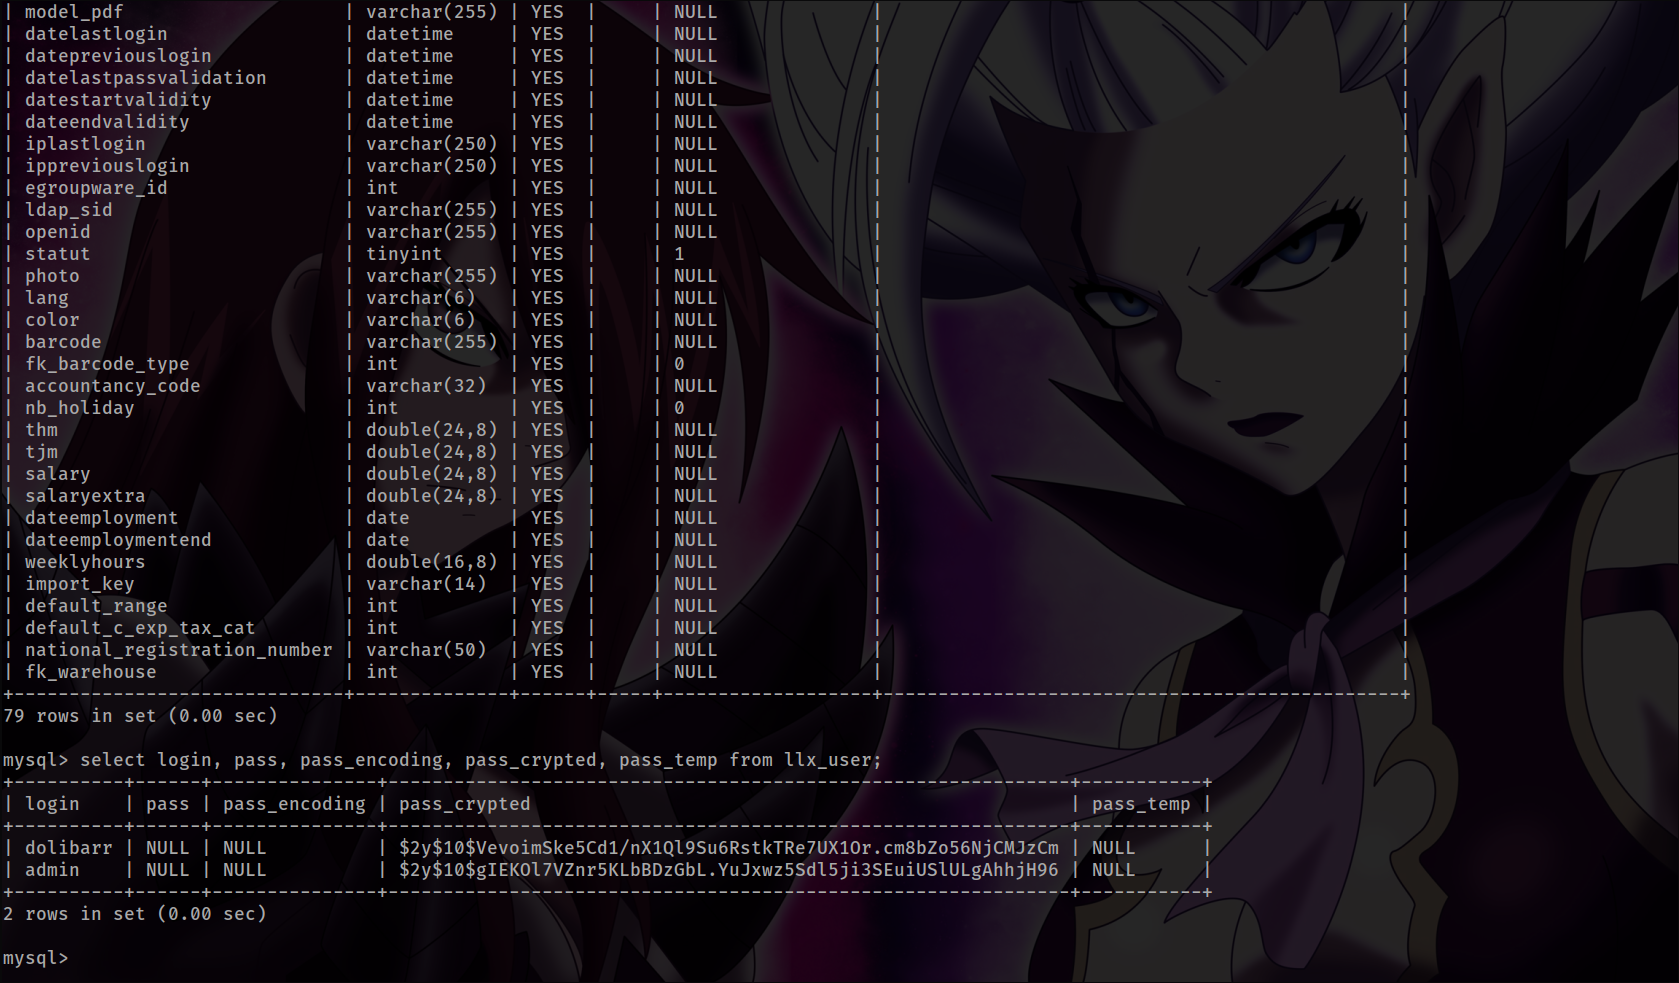 | model_pdf                    | varchar(255) | YES  |     | NULL              |                                               |
| datelastlogin                | datetime     | YES  |     | NULL              |                                               |
| datepreviouslogin            | datetime     | YES  |     | NULL              |                                               |
| datelastpassvalidation       | datetime     | YES  |     | NULL              |                                               |
| datestartvalidity            | datetime     | YES  |     | NULL              |                                               |
| dateendvalidity              | datetime     | YES  |     | NULL              |                                               |
| iplastlogin                  | varchar(250) | YES  |     | NULL              |                                               |
| ippreviouslogin              | varchar(250) | YES  |     | NULL              |                                               |
| egroupware_id                | int          | YES  |     | NULL              |                                               |
| ldap_sid                     | varchar(255) | YES  |     | NULL              |                                               |
| openid                       | varchar(255) | YES  |     | NULL              |                                               |
| statut                       | tinyint      | YES  |     | 1                 |                                               |
| photo                        | varchar(255) | YES  |     | NULL              |                                               |
| lang                         | varchar(6)   | YES  |     | NULL              |                                               |
| color                        | varchar(6)   | YES  |     | NULL              |                                               |
| barcode                      | varchar(255) | YES  |     | NULL              |                                               |
| fk_barcode_type              | int          | YES  |     | 0                 |                                               |
| accountancy_code             | varchar(32)  | YES  |     | NULL              |                                               |
| nb_holiday                   | int          | YES  |     | 0                 |                                               |
| thm                          | double(24,8) | YES  |     | NULL              |                                               |
| tjm                          | double(24,8) | YES  |     | NULL              |                                               |
| salary                       | double(24,8) | YES  |     | NULL              |                                               |
| salaryextra                  | double(24,8) | YES  |     | NULL              |                                               |
| dateemployment               | date         | YES  |     | NULL              |                                               |
| dateemploymentend            | date         | YES  |     | NULL              |                                               |
| weeklyhours                  | double(16,8) | YES  |     | NULL              |                                               |
| import_key                   | varchar(14)  | YES  |     | NULL              |                                               |
| default_range                | int          | YES  |     | NULL              |                                               |
| default_c_exp_tax_cat        | int          | YES  |     | NULL              |                                               |
| national_registration_number | varchar(50)  | YES  |     | NULL              |                                               |
| fk_warehouse                 | int          | YES  |     | NULL              |                                               |
+------------------------------+--------------+------+-----+-------------------+-----------------------------------------------+
79 rows in set (0.00 sec)

mysql> select login, pass, pass_encoding, pass_crypted, pass_temp from llx_user;
+----------+------+---------------+--------------------------------------------------------------+-----------+
| login    | pass | pass_encoding | pass_crypted                                                 | pass_temp |
+----------+------+---------------+--------------------------------------------------------------+-----------+
| dolibarr | NULL | NULL          | $2y$10$VevoimSke5Cd1/nX1Ql9Su6RstkTRe7UX1Or.cm8bZo56NjCMJzCm | NULL      |
| admin    | NULL | NULL          | $2y$10$gIEKOl7VZnr5KLbBDzGbL.YuJxwz5Sdl5ji3SEuiUSlULgAhhjH96 | NULL      |
+----------+------+---------------+--------------------------------------------------------------+-----------+
2 rows in set (0.00 sec)

mysql>